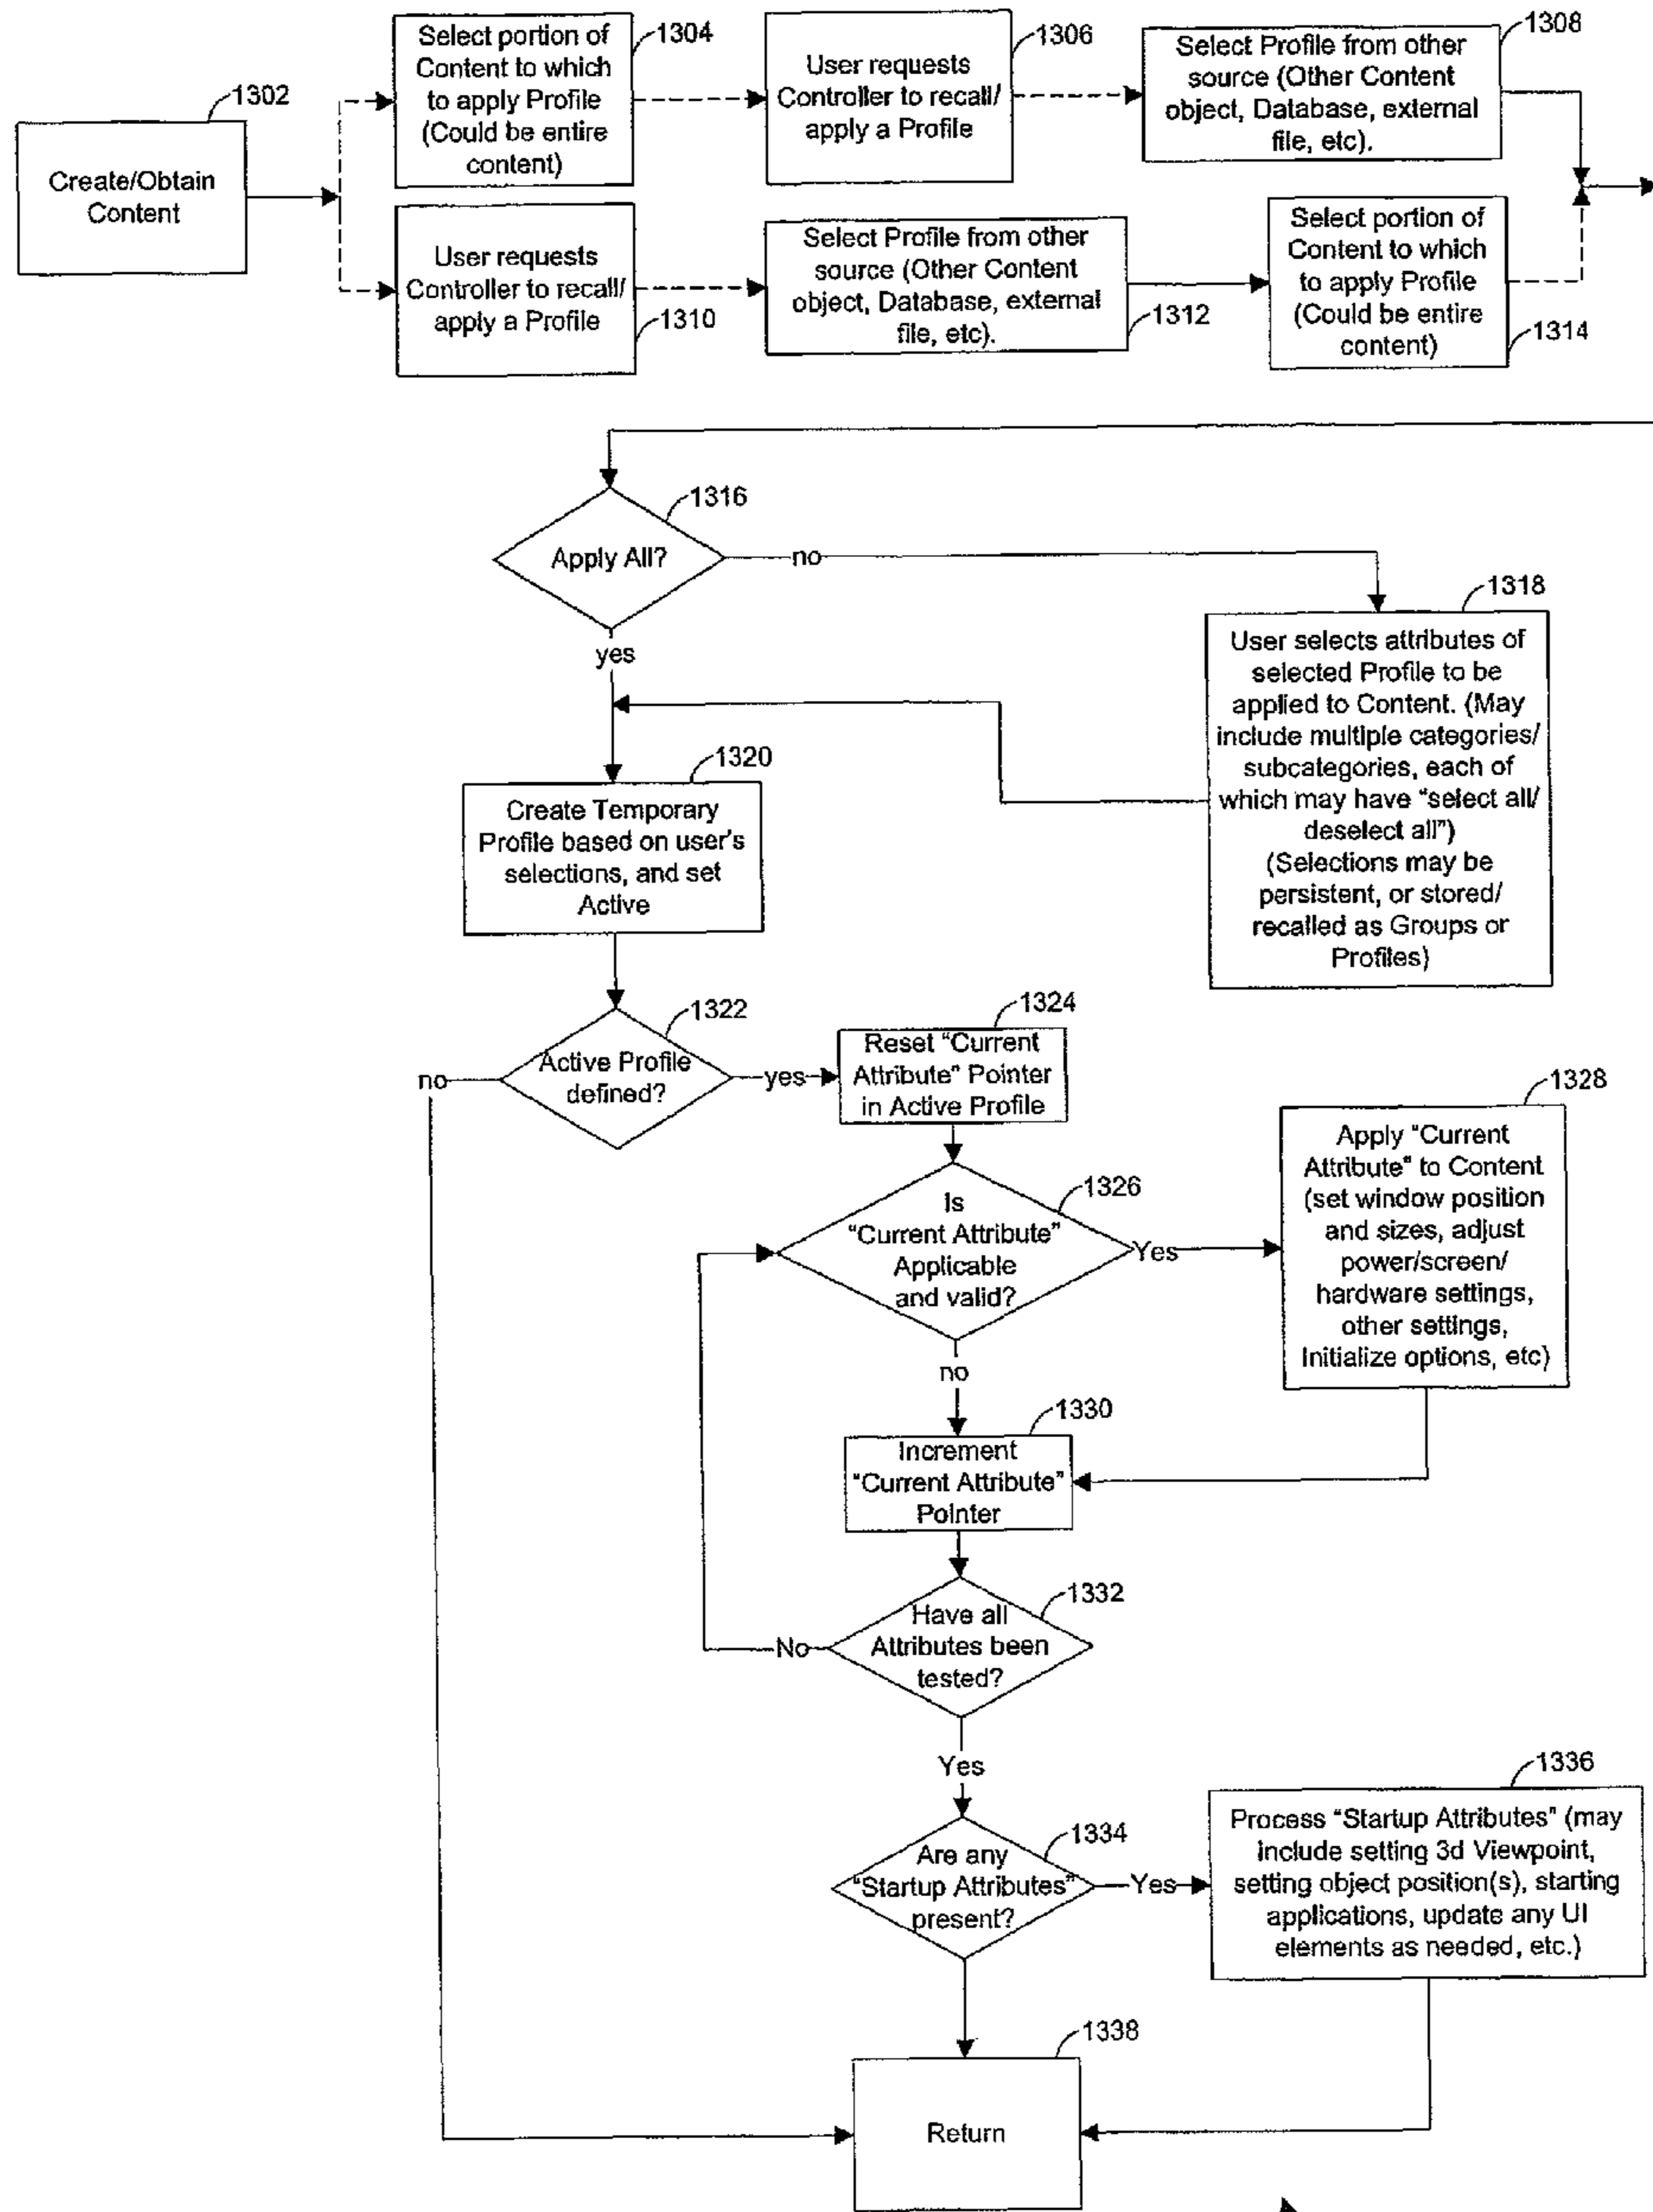 1302
Create/Obtain
Content
1304
Select portion of
Content to which
to apply Profile
(Could be entire
content)
1306
User requests
Controller to recall/
apply a Profile
1308
Select Profile from other
source (Other Content
object, Database, external
file, etc).
User requests
Controller to recall/
apply a Profile
1310
Select Profile from other
source (Other Content
object, Database, external
file, etc).
1312
Select portion of
Content to which
to apply Profile
(Could be entire
content)
1314
1316
Apply All?
no
yes
1318
User selects attributes of
selected Profile to be
applied to Content. (May
include multiple categories/
subcategories, each of
which may have “select all/
deselect all”)
(Selections may be
persistent, or stored/
recalled as Groups or
Profiles)
1320
Create Temporary
Profile based on user's
selections, and set
Active
1322
Active Profile
defined?
no
yes
1324
Reset “Current
Attribute” Pointer
in Active Profile
1326
Is
“Current Attribute”
Applicable
and valid?
Yes
no
1328
Apply “Current
Attribute” to Content
(set window position
and sizes, adjust
power/screen/
hardware settings,
other settings,
Initialize options, etc)
1330
Increment
“Current Attribute”
Pointer
1332
Have all
Attributes been
tested?
No
Yes
1334
Are any
“Startup Attributes”
present?
Yes
1336
Process “Startup Attributes” (may
include setting 3d Viewpoint,
setting object position(s), starting
applications, update any UI
elements as needed, etc.)
1338
Return